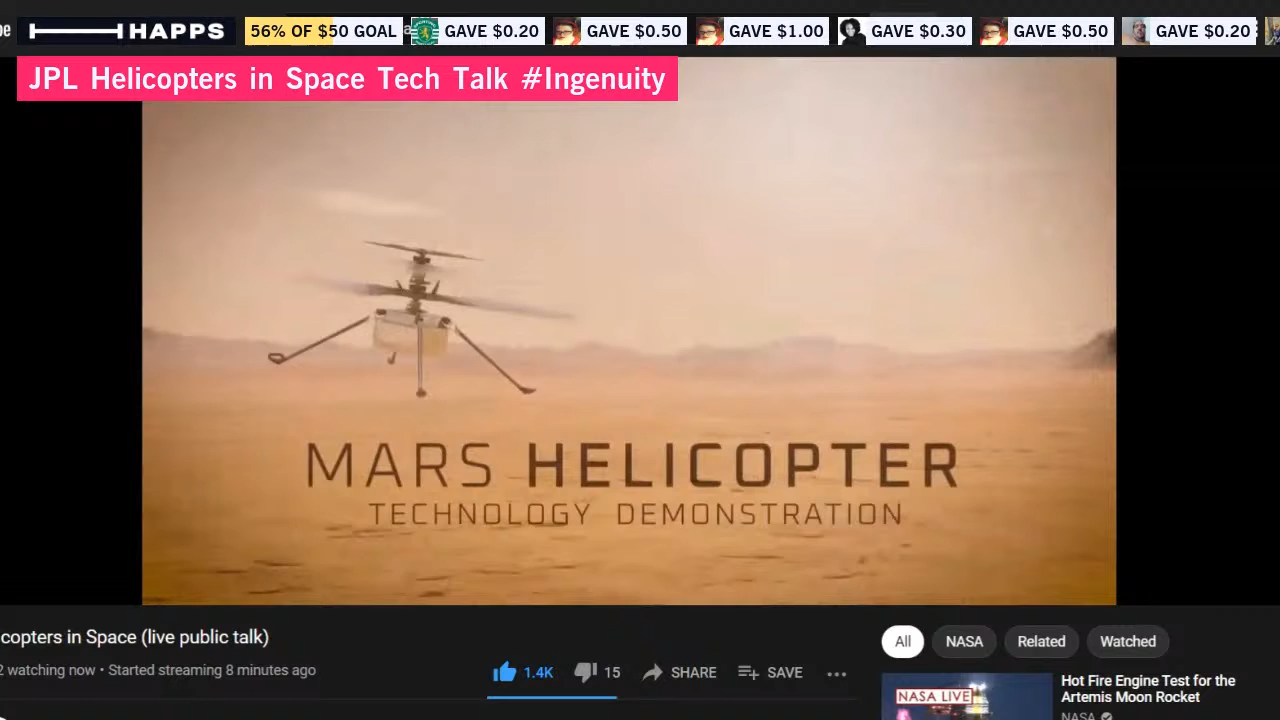 be HAPPS 56% OF $50 GOAL GAVE $0.20 GAVE $0.50 GAVE $1.00 GAVE $0.30 GAVE $0.50 GAVE $0.20
JPL Helicopters in Space Tech Talk #Ingenuity
MARS HELICOPTER
TECHNOLOGY DEMONSTRATION
copters in Space (live public talk)
2 watching now • Started streaming 8 minutes ago
1.4K 15 SHARE SAVE
All NASA Related Watched
NASA LIVE
Hot Fire Engine Test for the
Artemis Moon Rocket
NASA